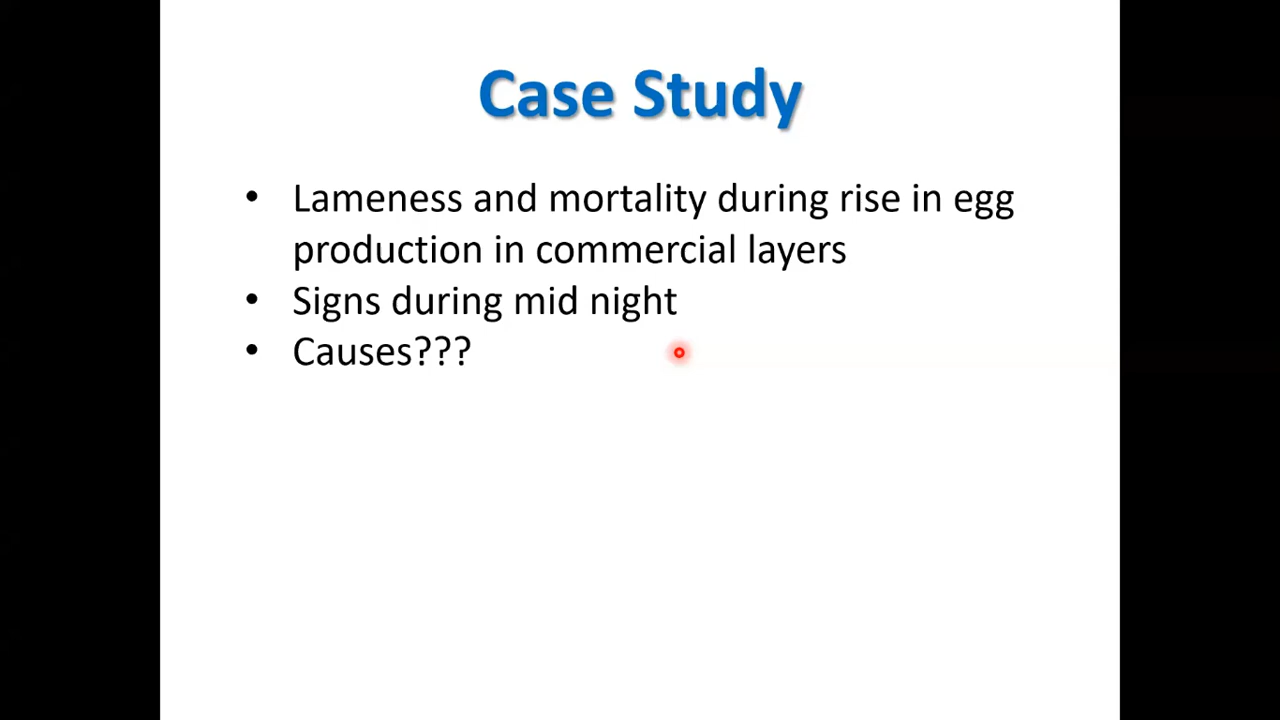 Case Study
• Lameness and mortality during rise in egg
production in commercial layers
• Signs during mid night
• Causes???